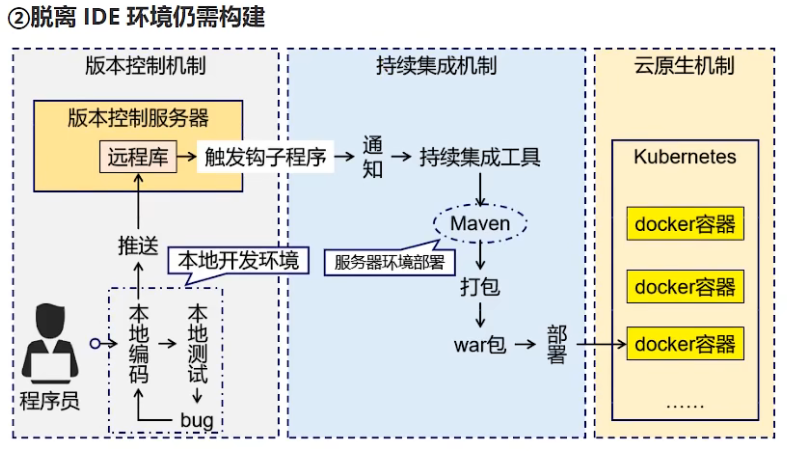 ②脱离 IDE 环境仍需构建
版本控制机制
持续集成机制
云原生机制
版本控制服务器
远程库
触发钩子程序
通知
持续集成工具
Kubernetes
Maven
docker容器
推送
本地开发环境
服务器环境部署
打包
docker容器
本地编码
本地测试
war包
部署
docker容器
程序员
bug
……